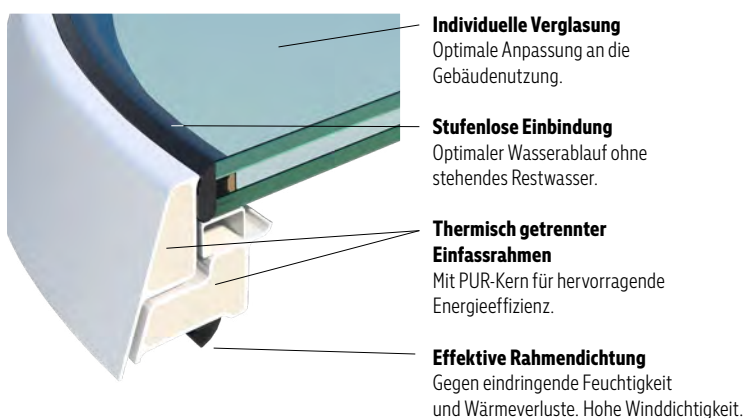 Individuelle Verglasung
Optimale Anpassung an die
Gebäudenutzung.
Stufenlose Einbindung
Optimaler Wasserablauf ohne
stehendes Restwasser.
Thermisch getrennter
Einfassrahmen
Mit PUR-Kern für hervorragende
Energieeffizienz.
Effektive Rahmendichtung
Gegen eindringende Feuchtigkeit
und Wärmeverluste. Hohe Winddichtigkeit.